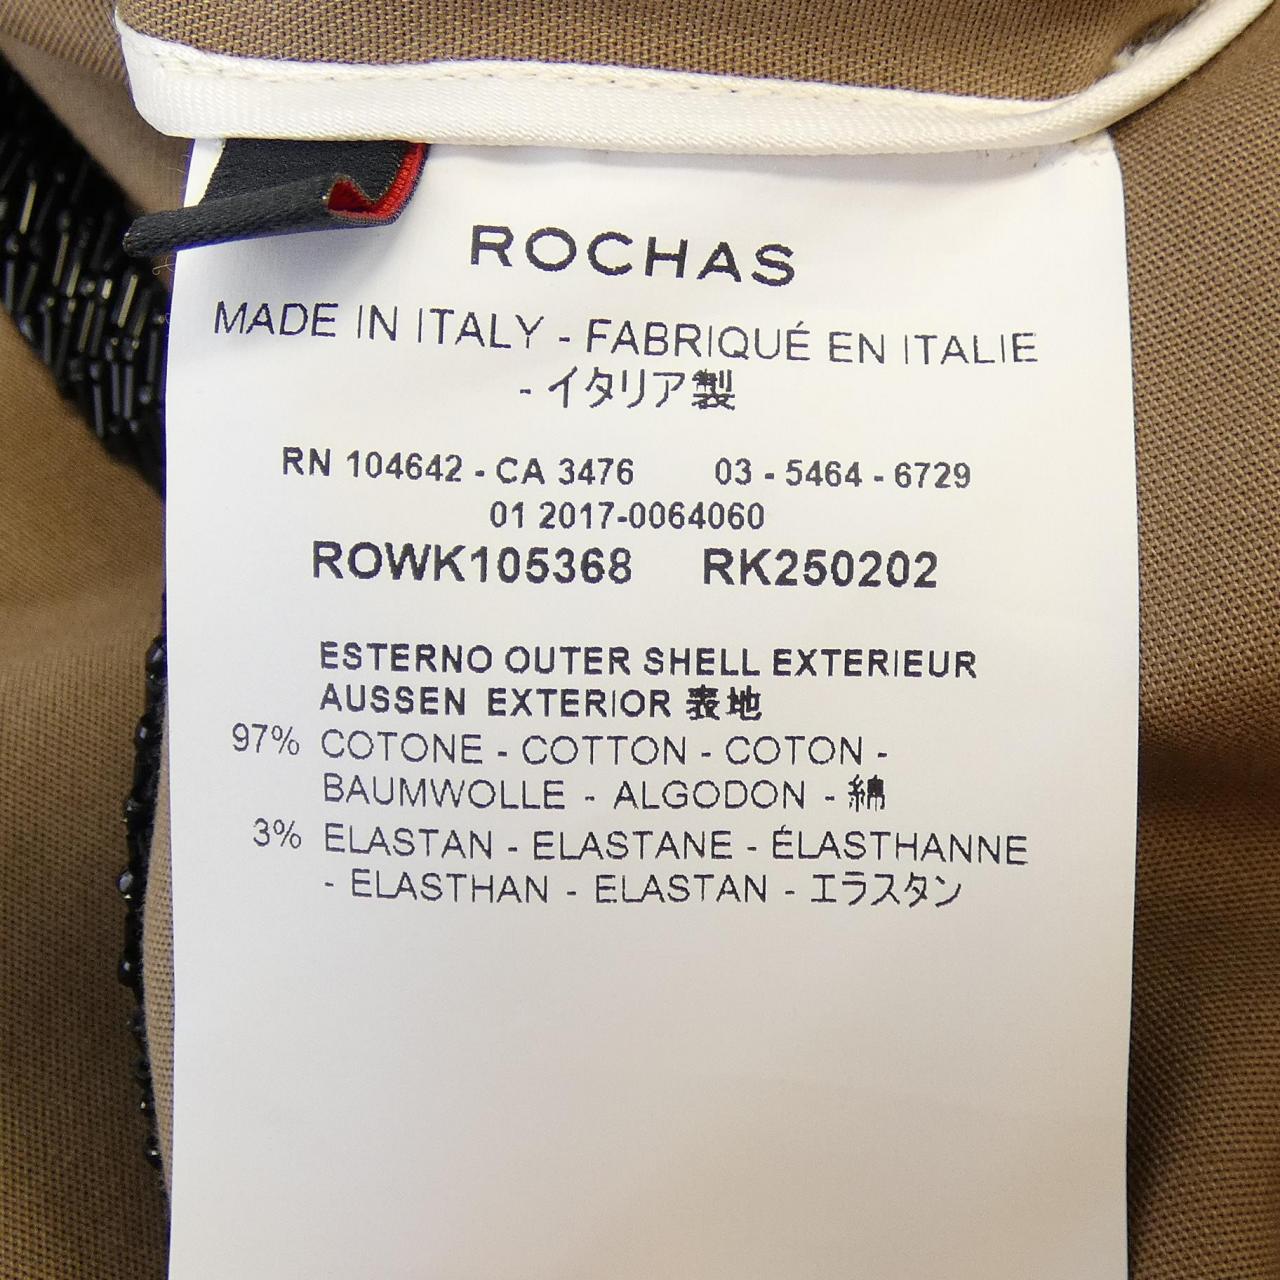 ROCHAS
MADE IN ITALY - FABRIQUÉ EN ITALIE
- イタリア製
RN 104642 - CA 3476 03 - 5464 - 6729
01 2017-0064060
ROWK105368 RK250202
ESTERNO OUTER SHELL EXTERIEUR
AUSSEN EXTERIOR 表地
97% COTONE - COTTON - COTON -
BAUMWOLLE - ALGODON - 綿
3% ELASTAN - ELASTANE - ÉLASTHANNE
- ELASTHAN - ELASTAN - エラスタン